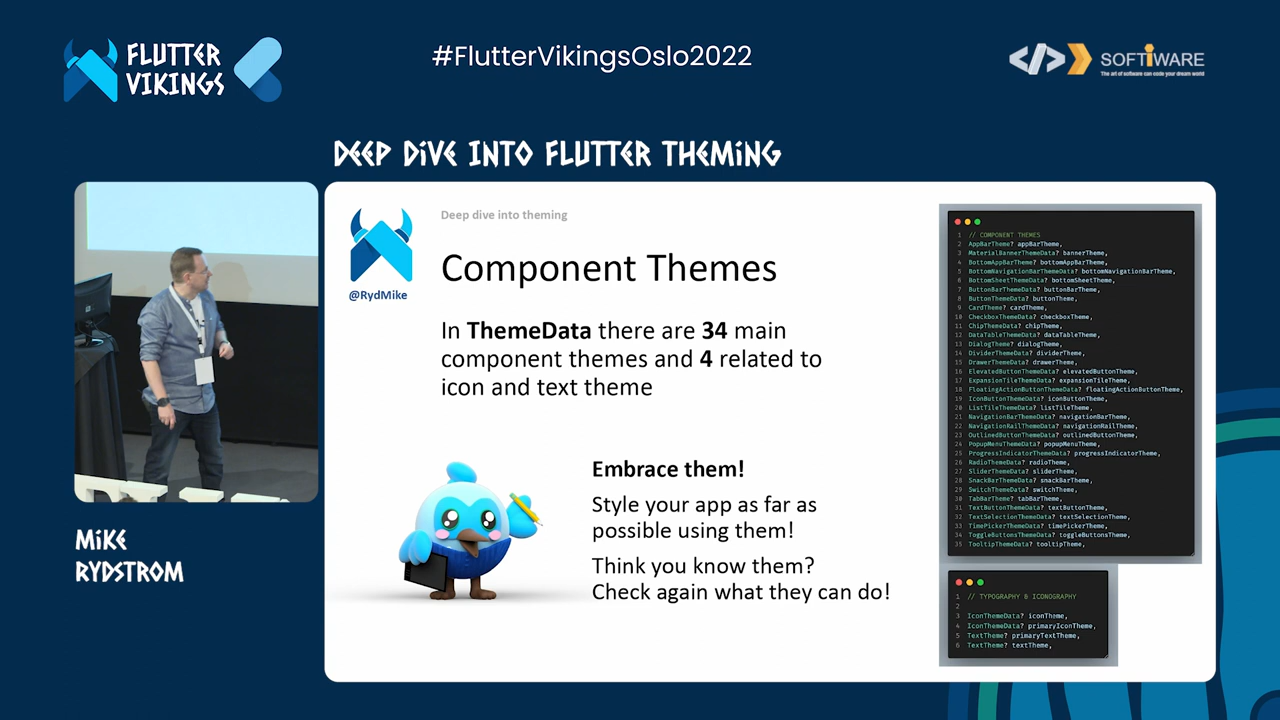 FLUTTER
VIKINGS
#FlutterVikingsOslo2022
</> SOFTiWARE
The art of software can code your dream world
DEEP DIVE INTO FLUTTER THEMING
Deep dive into theming
@RydMike
Component Themes
In ThemeData there are 34 main
component themes and 4 related to
icon and text theme
Embrace them!
Style your app as far as
possible using them!
Think you know them?
Check again what they can do!
1 // COMPONENT THEMES
2 AppBarTheme? appBarTheme,
3 MaterialBannerThemeData? bannerTheme,
4 BottomAppBarTheme? bottomAppBarTheme,
5 BottomNavigationBarThemeData? bottomNavigationBarTheme,
6 BottomSheetThemeData? bottomSheetTheme,
7 ButtonBarThemeData? buttonBarTheme,
8 ButtonThemeData? buttonTheme,
9 CardTheme? cardTheme,
10 CheckboxThemeData? checkboxTheme,
11 ChipThemeData? chipTheme,
12 DataTableThemeData? dataTableTheme,
13 DialogTheme? dialogTheme,
14 DividerThemeData? dividerTheme,
15 DrawerThemeData? drawerTheme,
16 ElevatedButtonThemeData? elevatedButtonTheme,
17 ExpansionTileThemeData? expansionTileTheme,
18 FloatingActionButtonThemeData? floatingActionButtonTheme,
19 IconButtonThemeData? iconButtonTheme,
20 ListTileThemeData? listTileTheme,
21 NavigationBarThemeData? navigationBarTheme,
22 NavigationRailThemeData? navigationRailTheme,
23 OutlinedButtonThemeData? outlinedButtonTheme,
24 PopupMenuThemeData? popupMenuTheme,
25 ProgressIndicatorThemeData? progressIndicatorTheme,
26 RadioThemeData? radioTheme,
27 SliderThemeData? sliderTheme,
28 SnackBarThemeData? snackBarTheme,
29 SwitchThemeData? switchTheme,
30 TabBarTheme? tabBarTheme,
31 TextButtonThemeData? textButtonTheme,
32 TextSelectionThemeData? textSelectionTheme,
33 TimePickerThemeData? timePickerTheme,
34 ToggleButtonsThemeData? toggleButtonsTheme,
35 TooltipThemeData? tooltipTheme,
1 // TYPOGRAPHY & ICONOGRAPHY
2
3 IconThemeData? iconTheme,
4 IconThemeData? primaryIconTheme,
5 TextTheme? primaryTextTheme,
6 TextTheme? textTheme,
MIKE
RYDSTROM